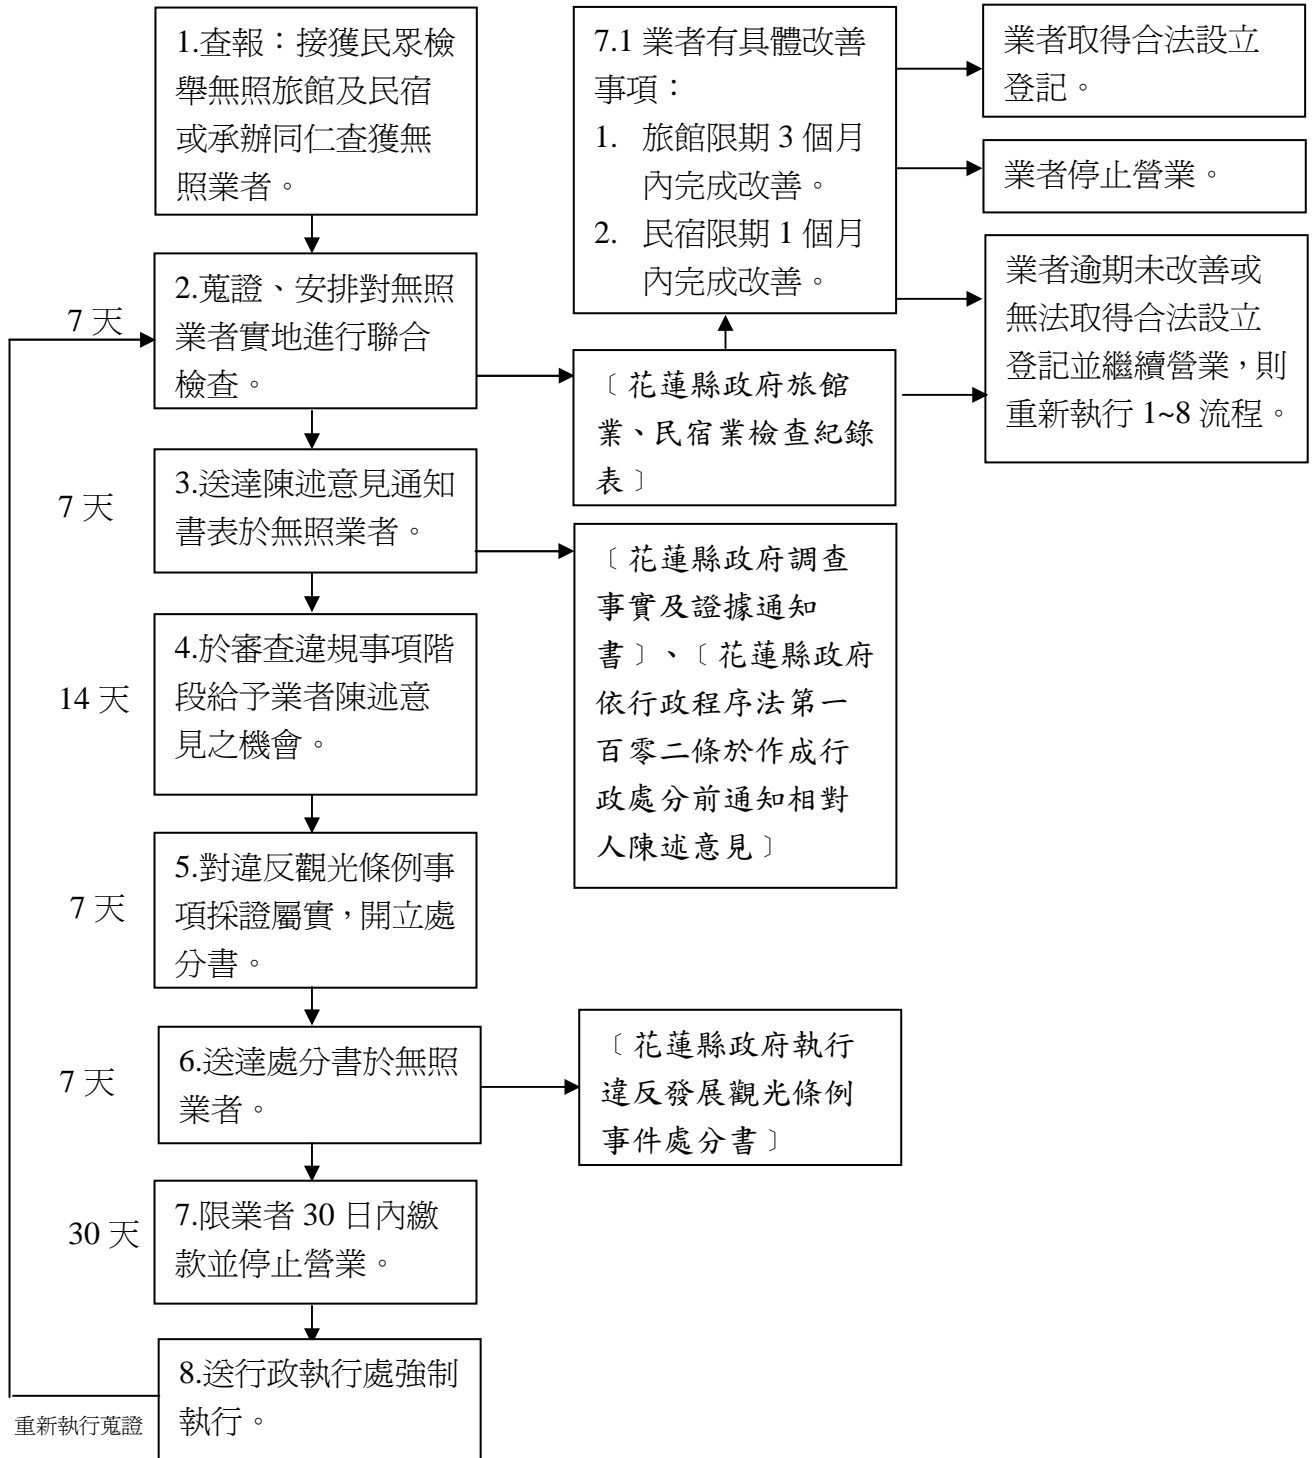 1.查報：接獲民眾檢
舉無照旅館及民宿
或承辦同仁查獲無
照業者。
7 天
2.蒐證、安排對無照
業者實地進行聯合
檢查。
7 天
3.送達陳述意見通知
書表於無照業者。
14 天
4.於審查違規事項階
段給予業者陳述意
見之機會。
7 天
5.對違反觀光條例事
項採證屬實，開立處
分書。
7 天
6.送達處分書於無照
業者。
30 天
7.限業者 30 日內繳
款並停止營業。
8.送行政執行處強制
執行。
重新執行蒐證
7.1 業者有具體改善
事項：
1. 旅館限期 3 個月
內完成改善。
2. 民宿限期 1 個月
內完成改善。
〔花蓮縣政府旅館
業、民宿業檢查紀錄
表〕
〔花蓮縣政府調查
事實及證據通知
書〕、〔花蓮縣政府
依行政程序法第一
百零二條於作成行
政處分前通知相對
人陳述意見〕
〔花蓮縣政府執行
違反發展觀光條例
事件處分書〕
業者取得合法設立
登記。
業者停止營業。
業者逾期未改善或
無法取得合法設立
登記並繼續營業，則
重新執行 1~8 流程。